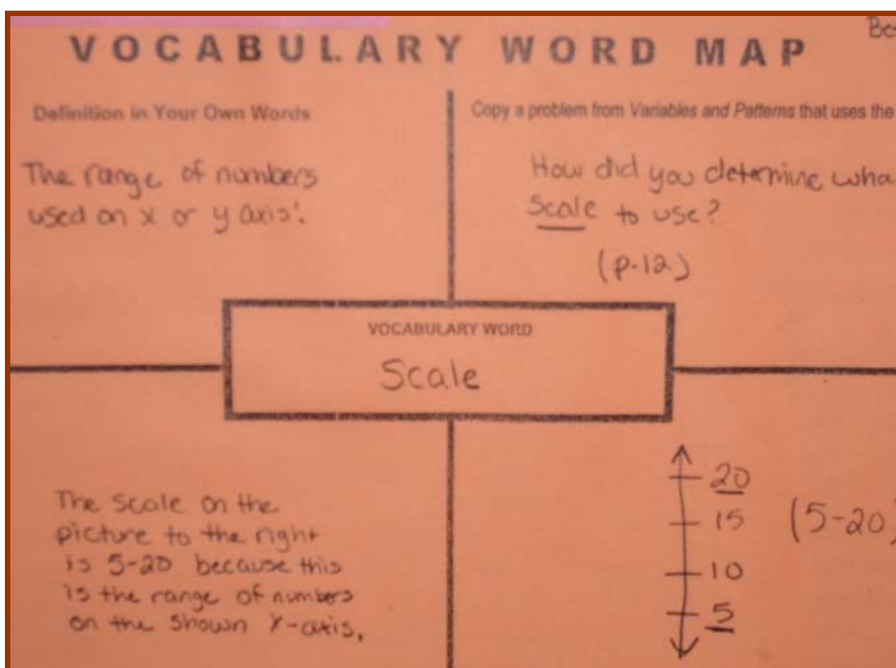 VOCABULARY WORD MAP
Definition in Your Own Words
The range of numbers
used on x or y axis.
Copy a problem from Variables and Patterns that uses the
How did you determine wha
scale to use?
(p.12)
VOCABULARY WORD
Scale
The scale on the
picture to the right
is 5-20 because this
is the range of numbers
on the shown Y-axis.
20
15 (5-20)
10
5